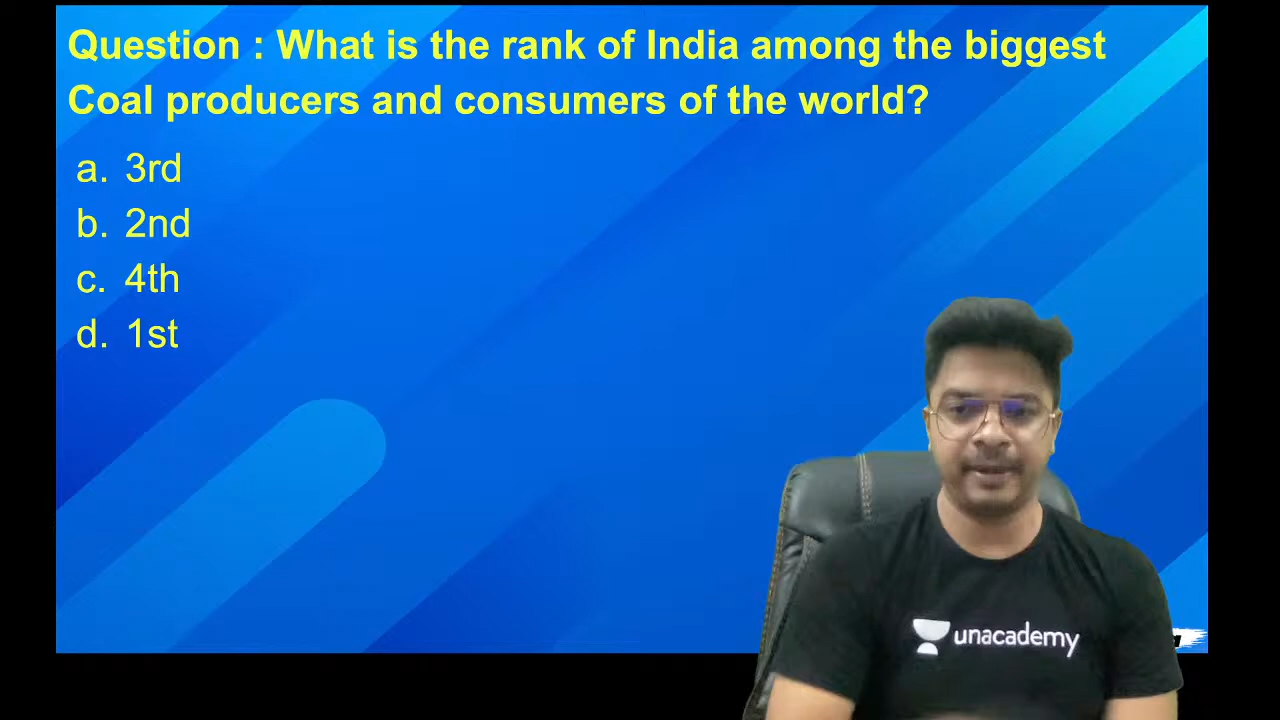 Question : What is the rank of India among the biggest
Coal producers and consumers of the world?
a. 3rd
b. 2nd
c. 4th
d. 1st
unacademy